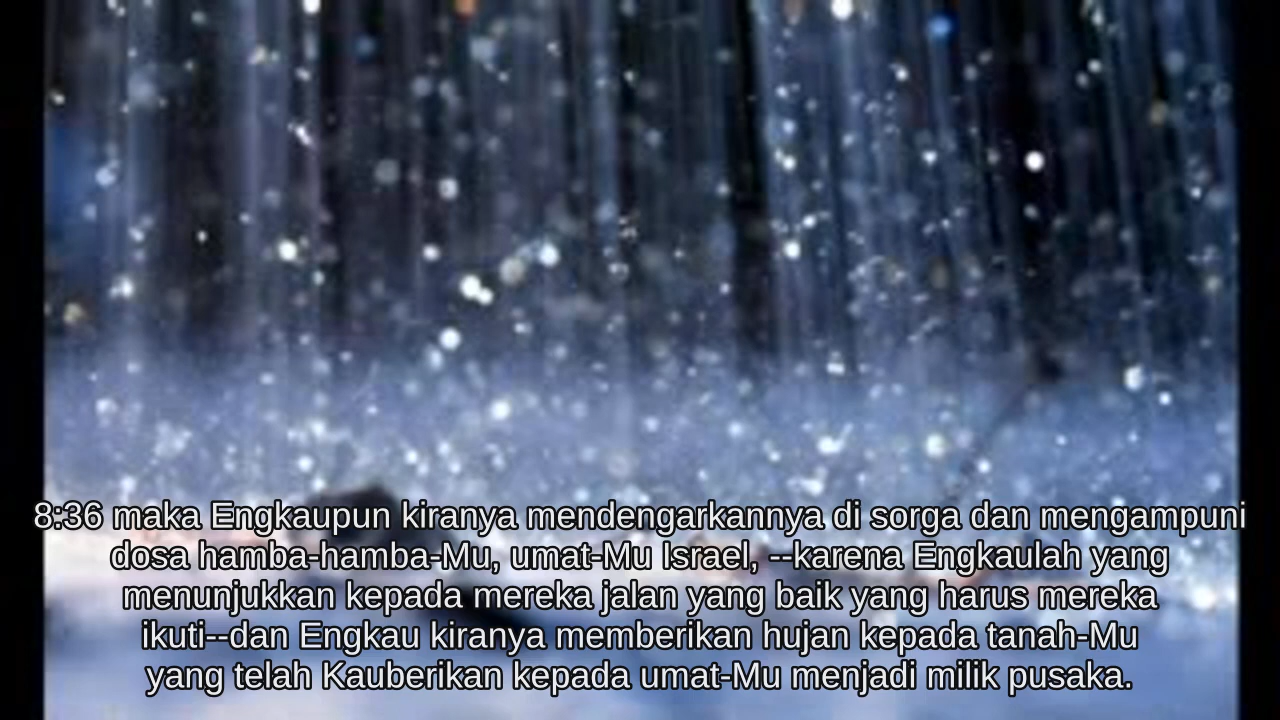 8:36 maka Engkaupun kiranya mendengarkannya di sorga dan mengampuni
dosa hamba-hamba-Mu, umat-Mu Israel, --karena Engkaulah yang
menunjukkan kepada mereka jalan yang baik yang harus mereka
ikuti--dan Engkau kiranya memberikan hujan kepada tanah-Mu
yang telah Kauberikan kepada umat-Mu menjadi milik pusaka.